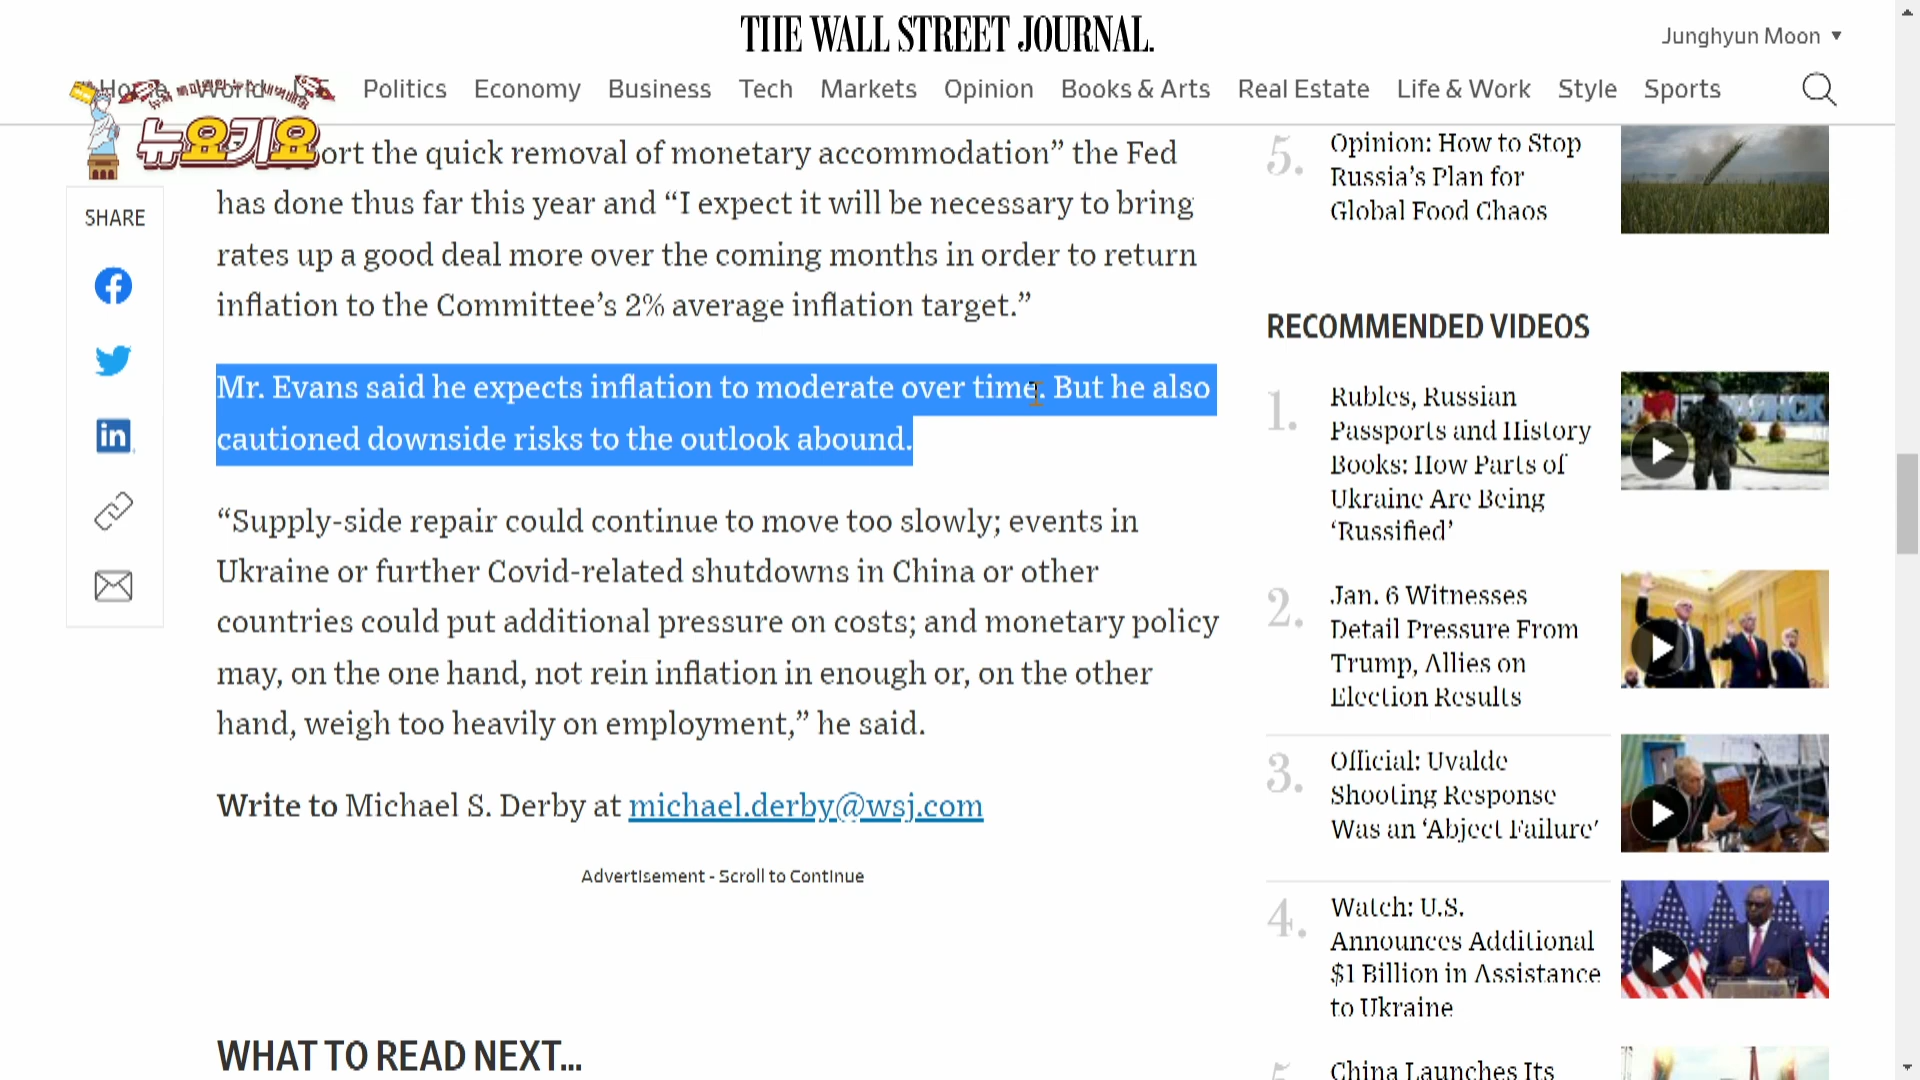 THE WALL STREET JOURNAL.
Junghyun Moon
Politics Economy Business Tech Markets Opinion Books & Arts Real Estate Life & Work Style Sports
뉴요키요
SHARE
ort the quick removal of monetary accommodation” the Fed
has done thus far this year and “I expect it will be necessary to bring
rates up a good deal more over the coming months in order to return
inflation to the Committee’s 2% average inflation target.”
Mr. Evans said he expects inflation to moderate over time. But he also
cautioned downside risks to the outlook abound.
“Supply-side repair could continue to move too slowly; events in
Ukraine or further Covid-related shutdowns in China or other
countries could put additional pressure on costs; and monetary policy
may, on the one hand, not rein inflation in enough or, on the other
hand, weigh too heavily on employment,” he said.
Write to Michael S. Derby at michael.derby@wsj.com
Advertisement - Scroll to Continue
WHAT TO READ NEXT...
5.
Opinion: How to Stop
Russia’s Plan for
Global Food Chaos
RECOMMENDED VIDEOS
1.
Rubles, Russian
Passports and History
Books: How Parts of
Ukraine Are Being
‘Russified’
2.
Jan. 6 Witnesses
Detail Pressure From
Trump, Allies on
Election Results
3.
Official: Uvalde
Shooting Response
Was an ‘Abject Failure’
4.
Watch: U.S.
Announces Additional
$1 Billion in Assistance
to Ukraine
China Launches Its